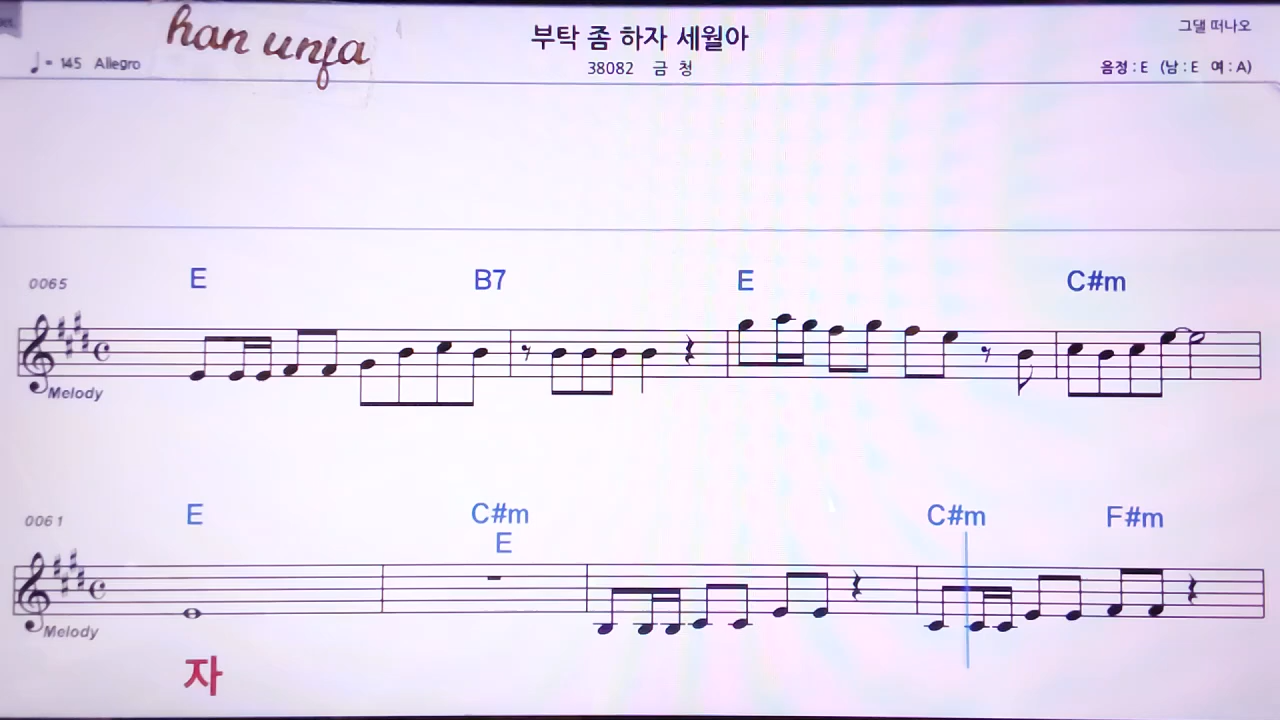 han unfa
부탁 좀 하자 세월아
그댈 떠나오
♩= 145 Allegro
38082 금 청
음정 : E (남 : E 여 : A)
0065 E B7 E C#m
Melody
0061 E C#m C#m F#m
E
Melody
자